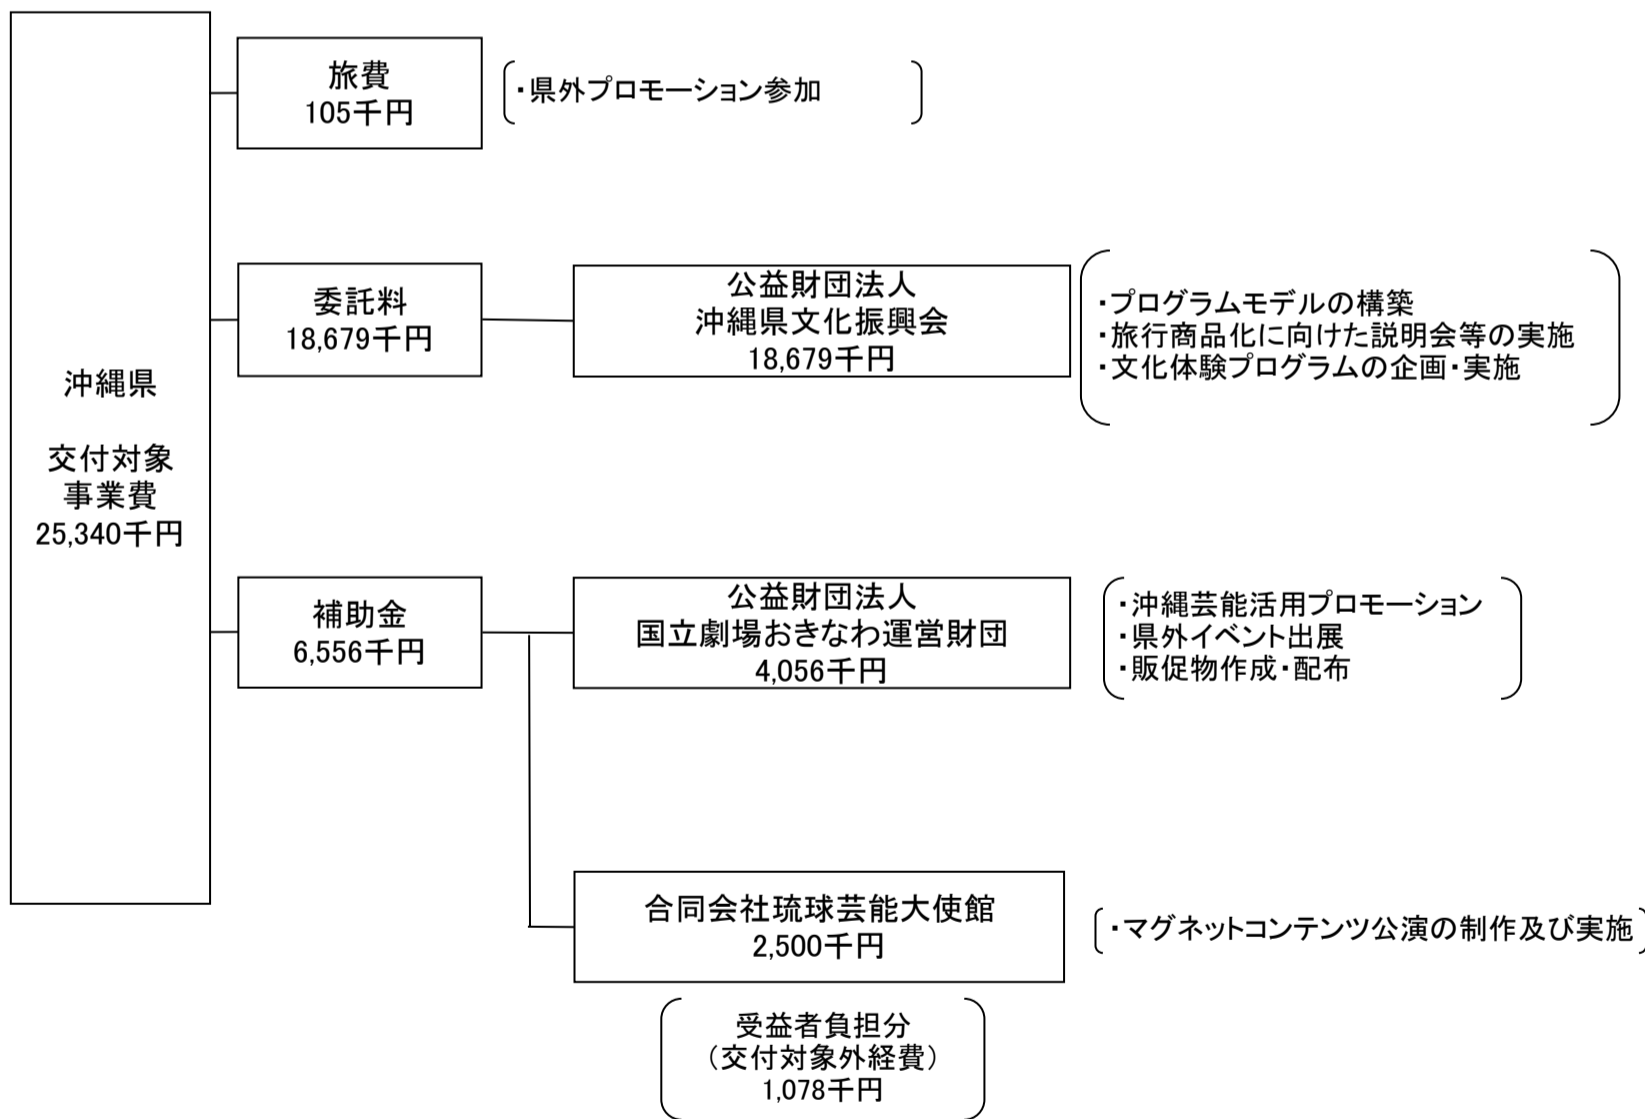 沖縄県
交付対象
事業費
25,340千円
旅費
105千円
・県外プロモーション参加
委託料
18,679千円
公益財団法人
沖縄県文化振興会
18,679千円
・プログラムモデルの構築
・旅行商品化に向けた説明会等の実施
・文化体験プログラムの企画・実施
補助金
6,556千円
公益財団法人
国立劇場おきなわ運営財団
4,056千円
・沖縄芸能活用プロモーション
・県外イベント出展
・販促物作成・配布
合同会社琉球芸能大使館
2,500千円
・マグネットコンテンツ公演の制作及び実施
受益者負担分
（交付対象外経費）
1,078千円